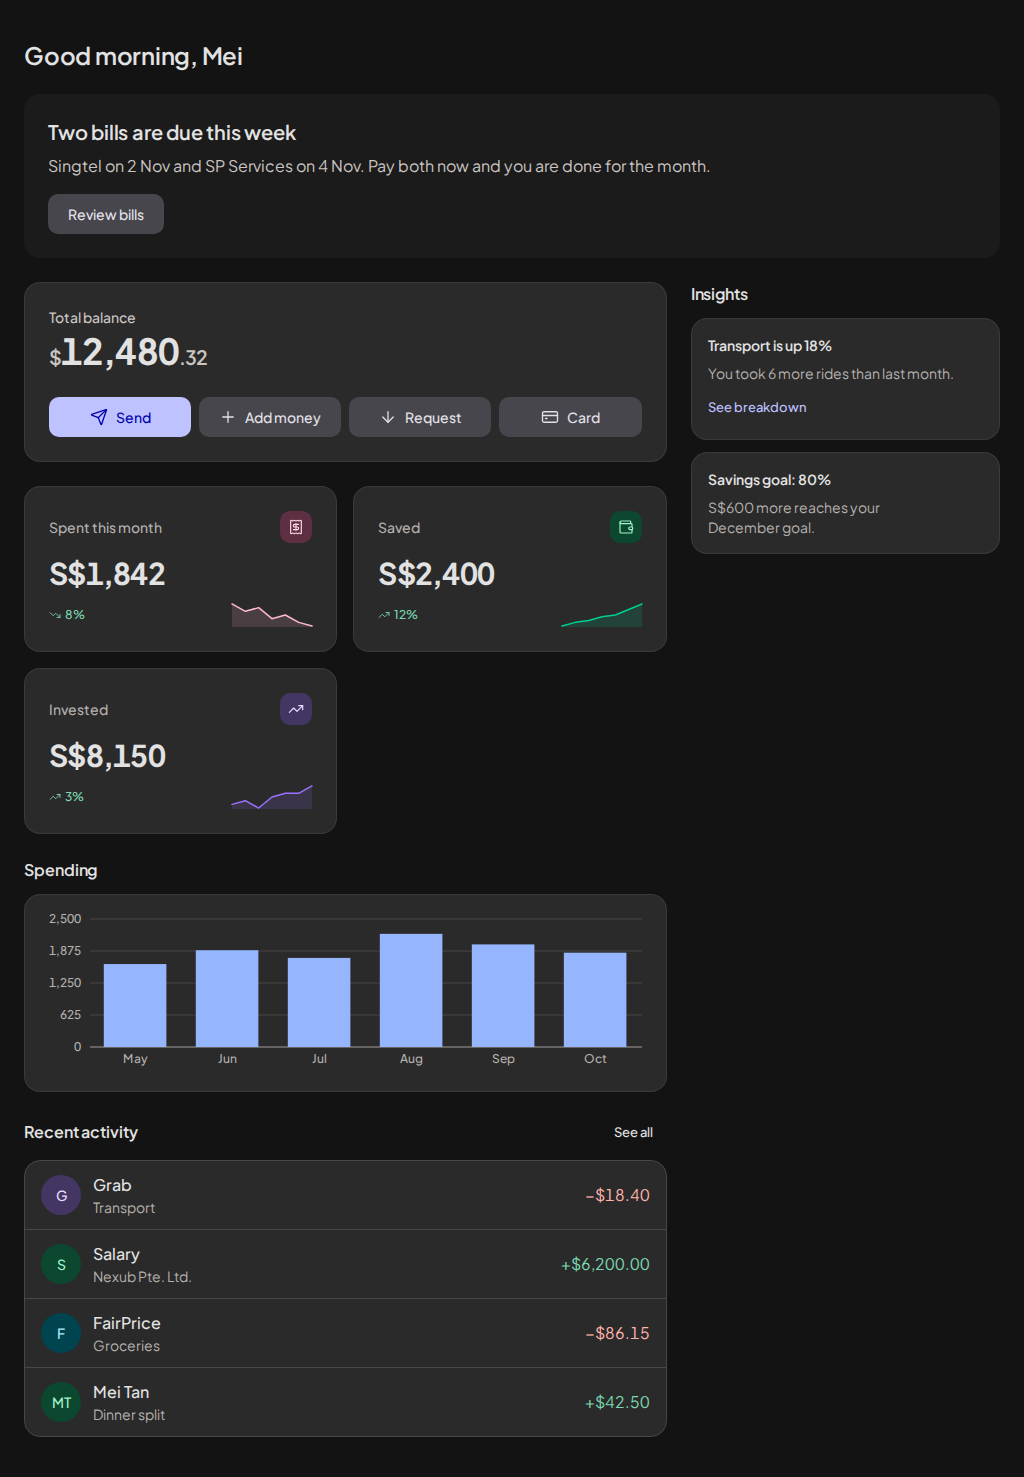 Good morning, Mei
Two bills are due this week
Singtel on 2 Nov and SP Services on 4 Nov. Pay both now and you are done for the month.
Review bills
Total balance
$12,480.32
Send
Add money
Request
Card
Insights
Transport is up 18%
You took 6 more rides than last month.
See breakdown
Savings goal: 80%
S$600 more reaches your
December goal.
Spent this month
S$1,842
8%
Saved
S$2,400
12%
Invested
S$8,150
3%
Spending
2,500
1,875
1,250
625
0
May
Jun
Jul
Aug
Sep
Oct
Recent activity
See all
G
Grab
Transport
−$18.40
S
Salary
Nexub Pte. Ltd.
+$6,200.00
F
FairPrice
Groceries
−$86.15
MT
Mei Tan
Dinner split
+$42.50